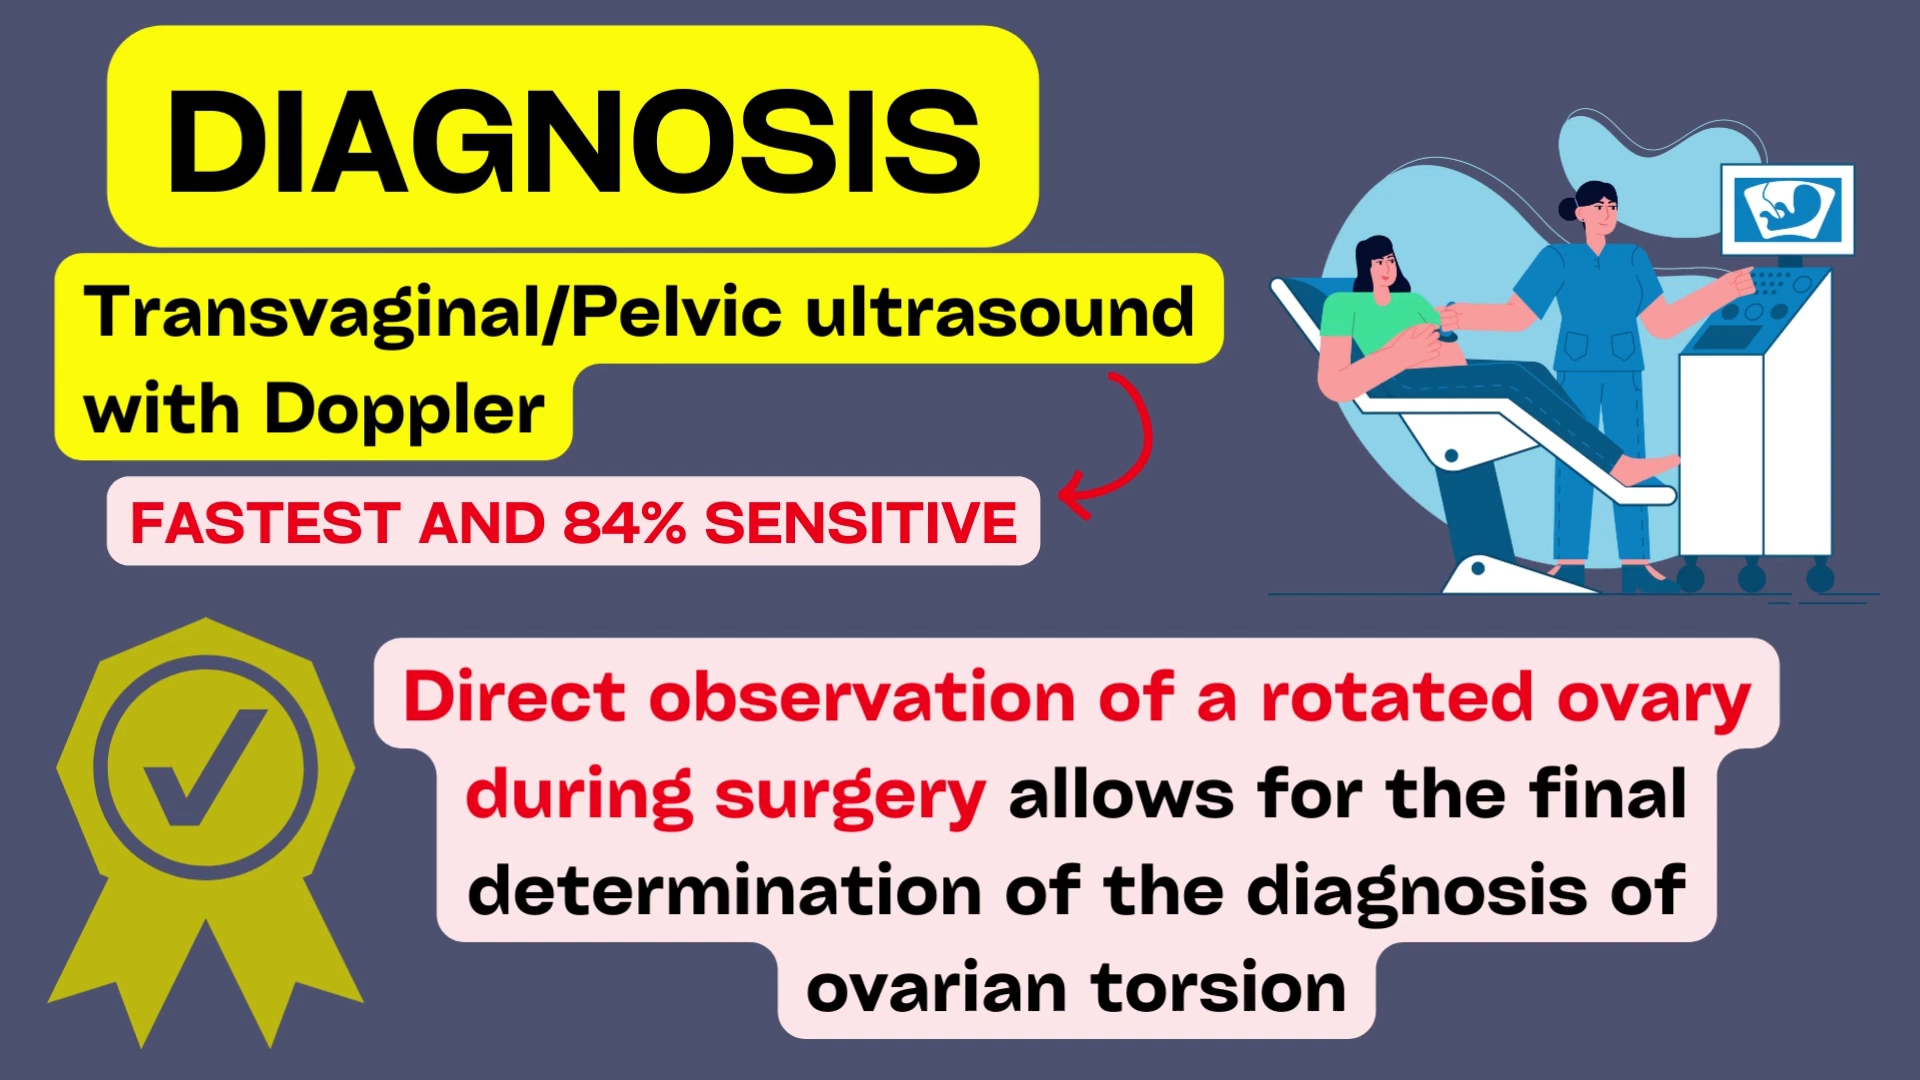 DIAGNOSIS
Transvaginal/Pelvic ultrasound
with Doppler
FASTEST AND 84% SENSITIVE
Direct observation of a rotated ovary
during surgery allows for the final
determination of the diagnosis of
ovarian torsion